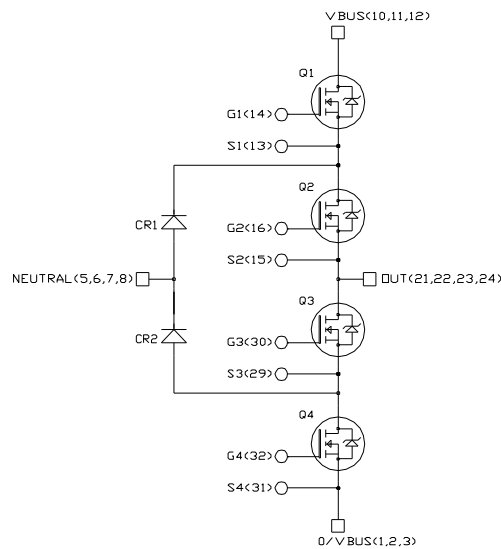 VBUS(10,11,12)
Q1
G1(14)
S1(13)
Q2
CR1
G2(16)
S2(15)
NEUTRAL(5,6,7,8)
OUT(21,22,23,24)
Q3
CR2
G3(30)
S3(29)
Q4
G4(32)
S4(31)
0/VBUS(1,2,3)